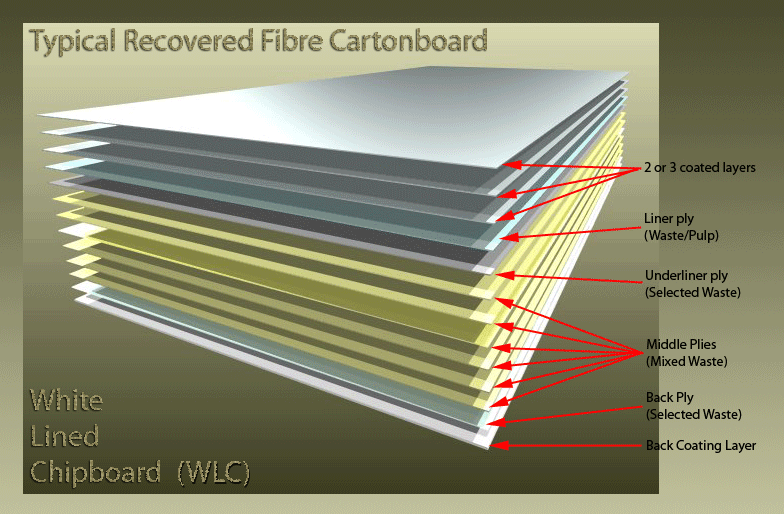 Typical Recovered Fibre Cartonboard
2 or 3 coated layers
Liner ply
(Waste/Pulp)
Underliner ply
(Selected Waste)
Middle Plies
(Mixed Waste)
Back Ply
(Selected Waste)
Back Coating Layer
White
Lined
Chipboard (WLC)